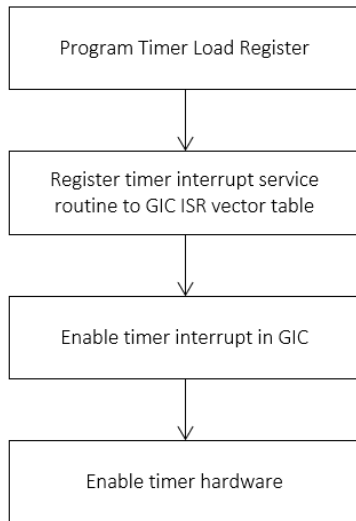 Program Timer Load Register
Register timer interrupt service
routine to GIC ISR vector table
Enable timer interrupt in GIC
Enable timer hardware